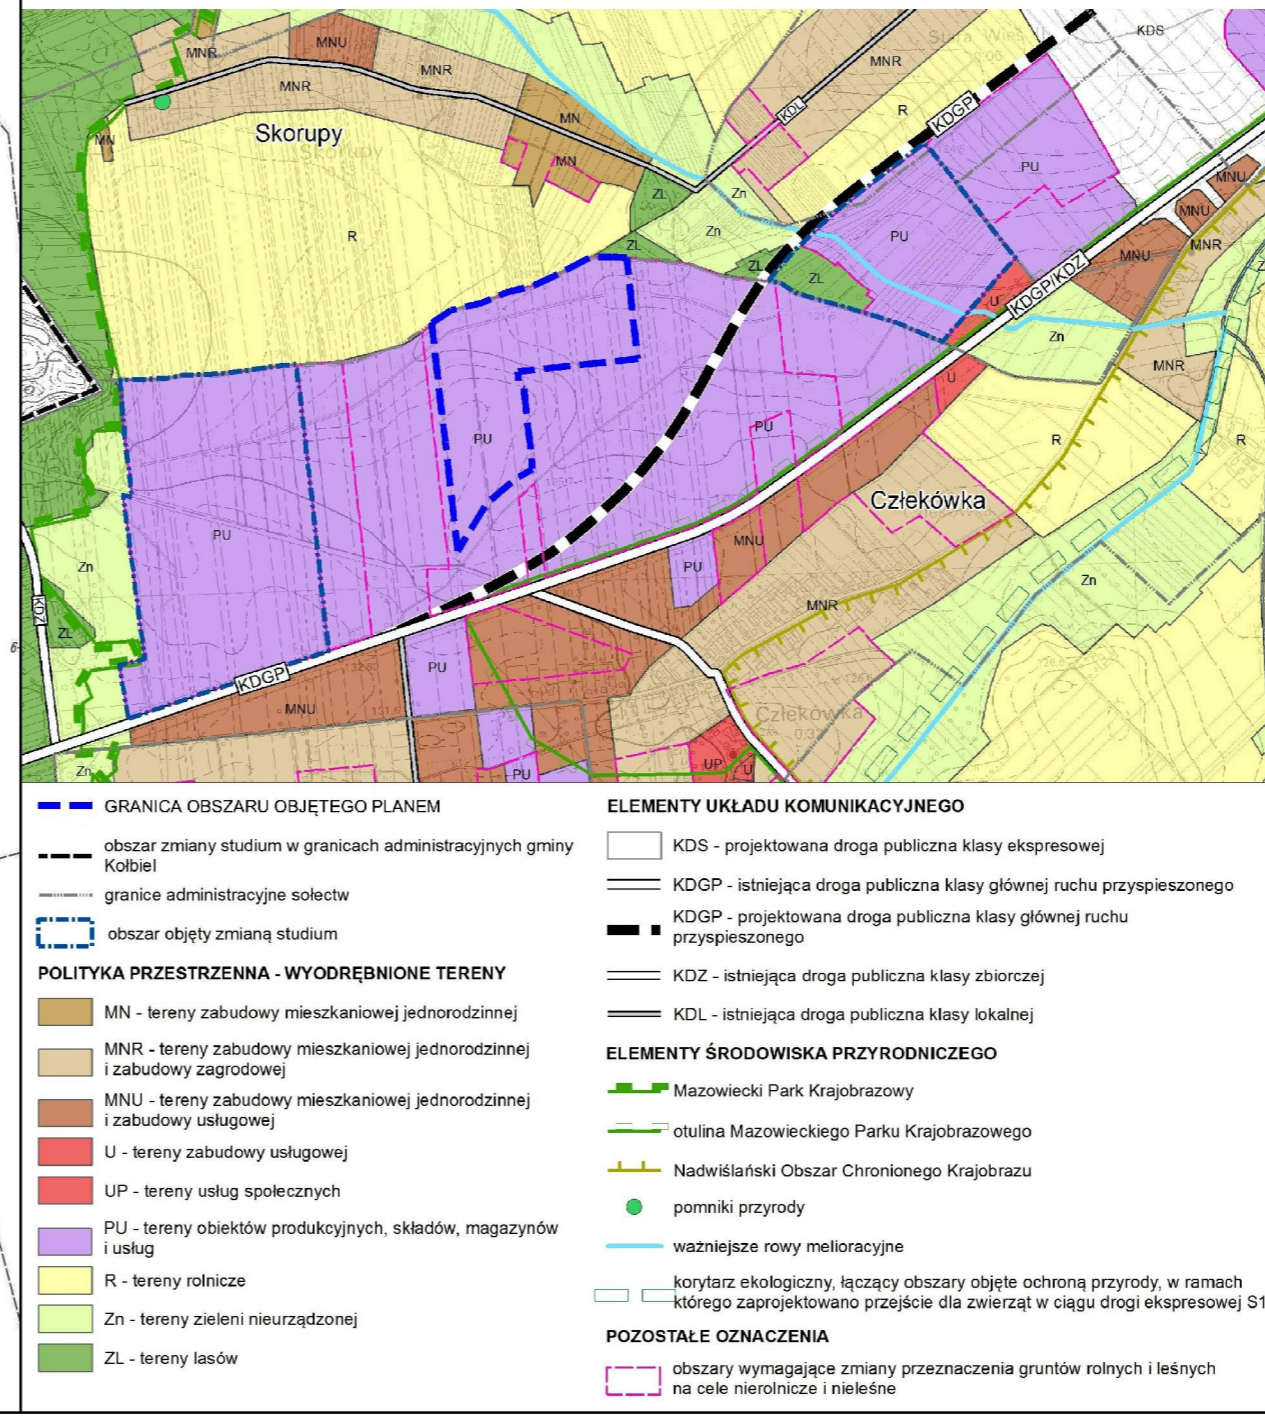 MNR
MNU
MNR
MNR
Stara Wieś
KDS
MNR
KDL
KDGP
R
Skorupy
Skorupy
MN
MN
MN
PU
ZL
Zn
Zn
MNU
MNU
MNR
R
ZL
ZL
ZL
PU
MNU
U
KDGP/KDZ
Zn
MNR
U
R
R
PU
PU
Człekówka
PU
Zn
MNU
PU
Zn
KDZ
ZL
MNR
6
KDGP
PU
MNU
Człekówka
Zn
PU
UP
U
GRANICA OBSZARU OBJĘTEGO PLANEM
obszar zmiany studium w granicach administracyjnych gminy
Kołbiel
granice administracyjne sołectw
obszar objęty zmianą studium
POLITYKA PRZESTRZENNA - WYODRĘBNIONE TERENY
MN - tereny zabudowy mieszkaniowej jednorodzinnej
MNR - tereny zabudowy mieszkaniowej jednorodzinnej
i zabudowy zagrodowej
MNU - tereny zabudowy mieszkaniowej jednorodzinnej
i zabudowy usługowej
U - tereny zabudowy usługowej
UP - tereny usług społecznych
PU - tereny obiektów produkcyjnych, składów, magazynów
i usług
R - tereny rolnicze
Zn - tereny zieleni nieurządzonej
ZL - tereny lasów
ELEMENTY UKŁADU KOMUNIKACYJNEGO
KDS - projektowana droga publiczna klasy ekspresowej
KDGP - istniejąca droga publiczna klasy głównej ruchu przyspieszonego
KDGP - projektowana droga publiczna klasy głównej ruchu
przyspieszonego
KDZ - istniejąca droga publiczna klasy zbiorczej
KDL - istniejąca droga publiczna klasy lokalnej
ELEMENTY ŚRODOWISKA PRZYRODNICZEGO
Mazowiecki Park Krajobrazowy
otulina Mazowieckiego Parku Krajobrazowego
Nadwiślański Obszar Chronionego Krajobrazu
pomniki przyrody
ważniejsze rowy melioracyjne
korytarz ekologiczny, łączący obszary objęte ochroną przyrody, w ramach
którego zaprojektowano przejście dla zwierząt w ciągu drogi ekspresowej S1
POZOSTAŁE OZNACZENIA
obszary wymagające zmiany przeznaczenia gruntów rolnych i leśnych
na cele nierolnicze i nieleśne